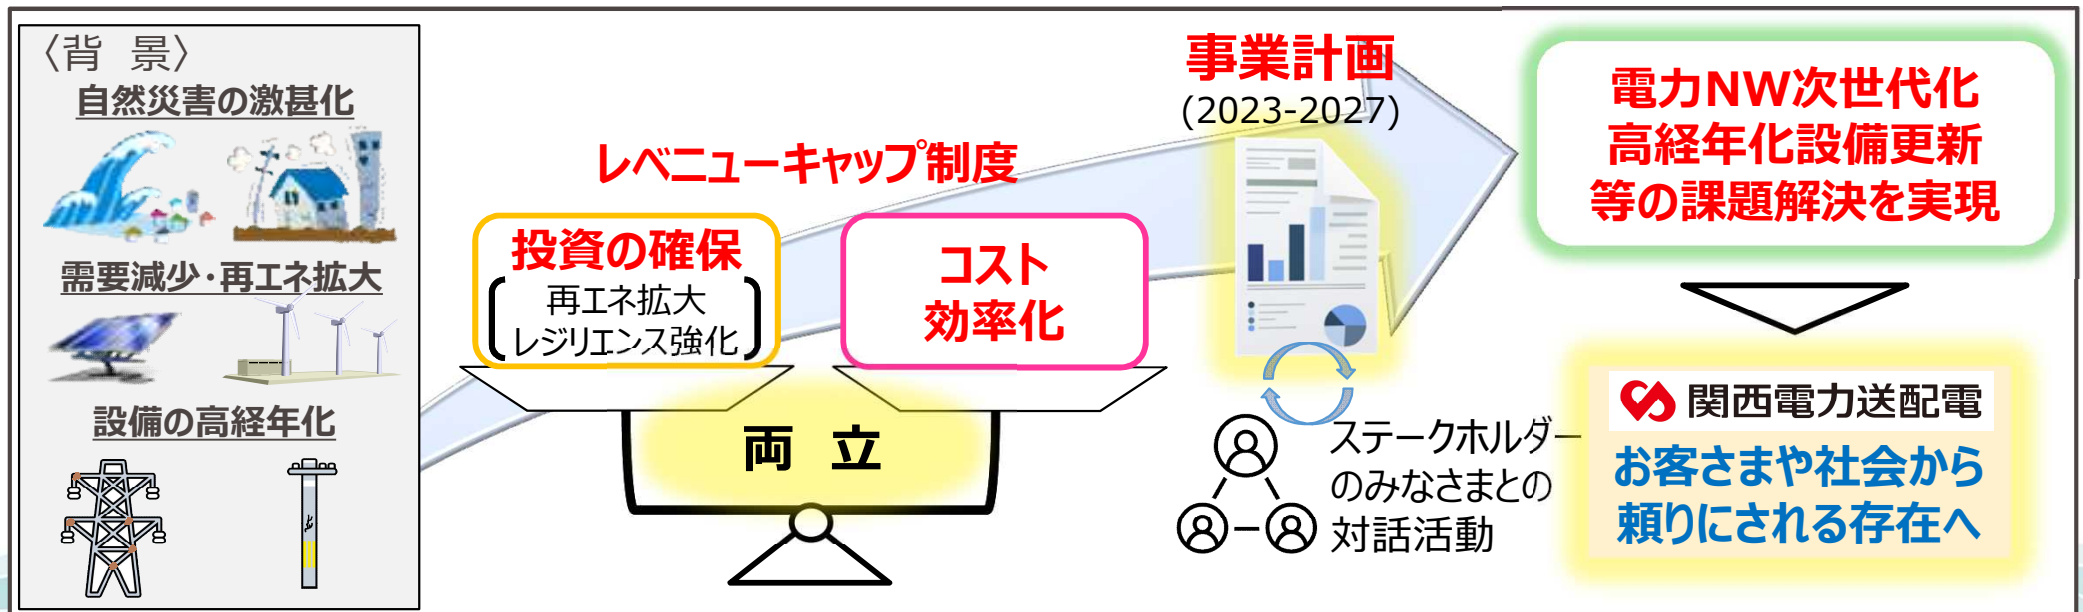 〈背 景〉
自然災害の激甚化
需要減少・再エネ拡大
設備の高経年化
レベニューキャップ制度
投資の確保
再エネ拡大
レジリエンス強化
コスト
効率化
両 立
事業計画
(2023-2027)
ステークホルダー
のみなさまとの
対話活動
電力NW次世代化
高経年化設備更新
等の課題解決を実現
関西電力送配電
お客さまや社会から
頼りにされる存在へ